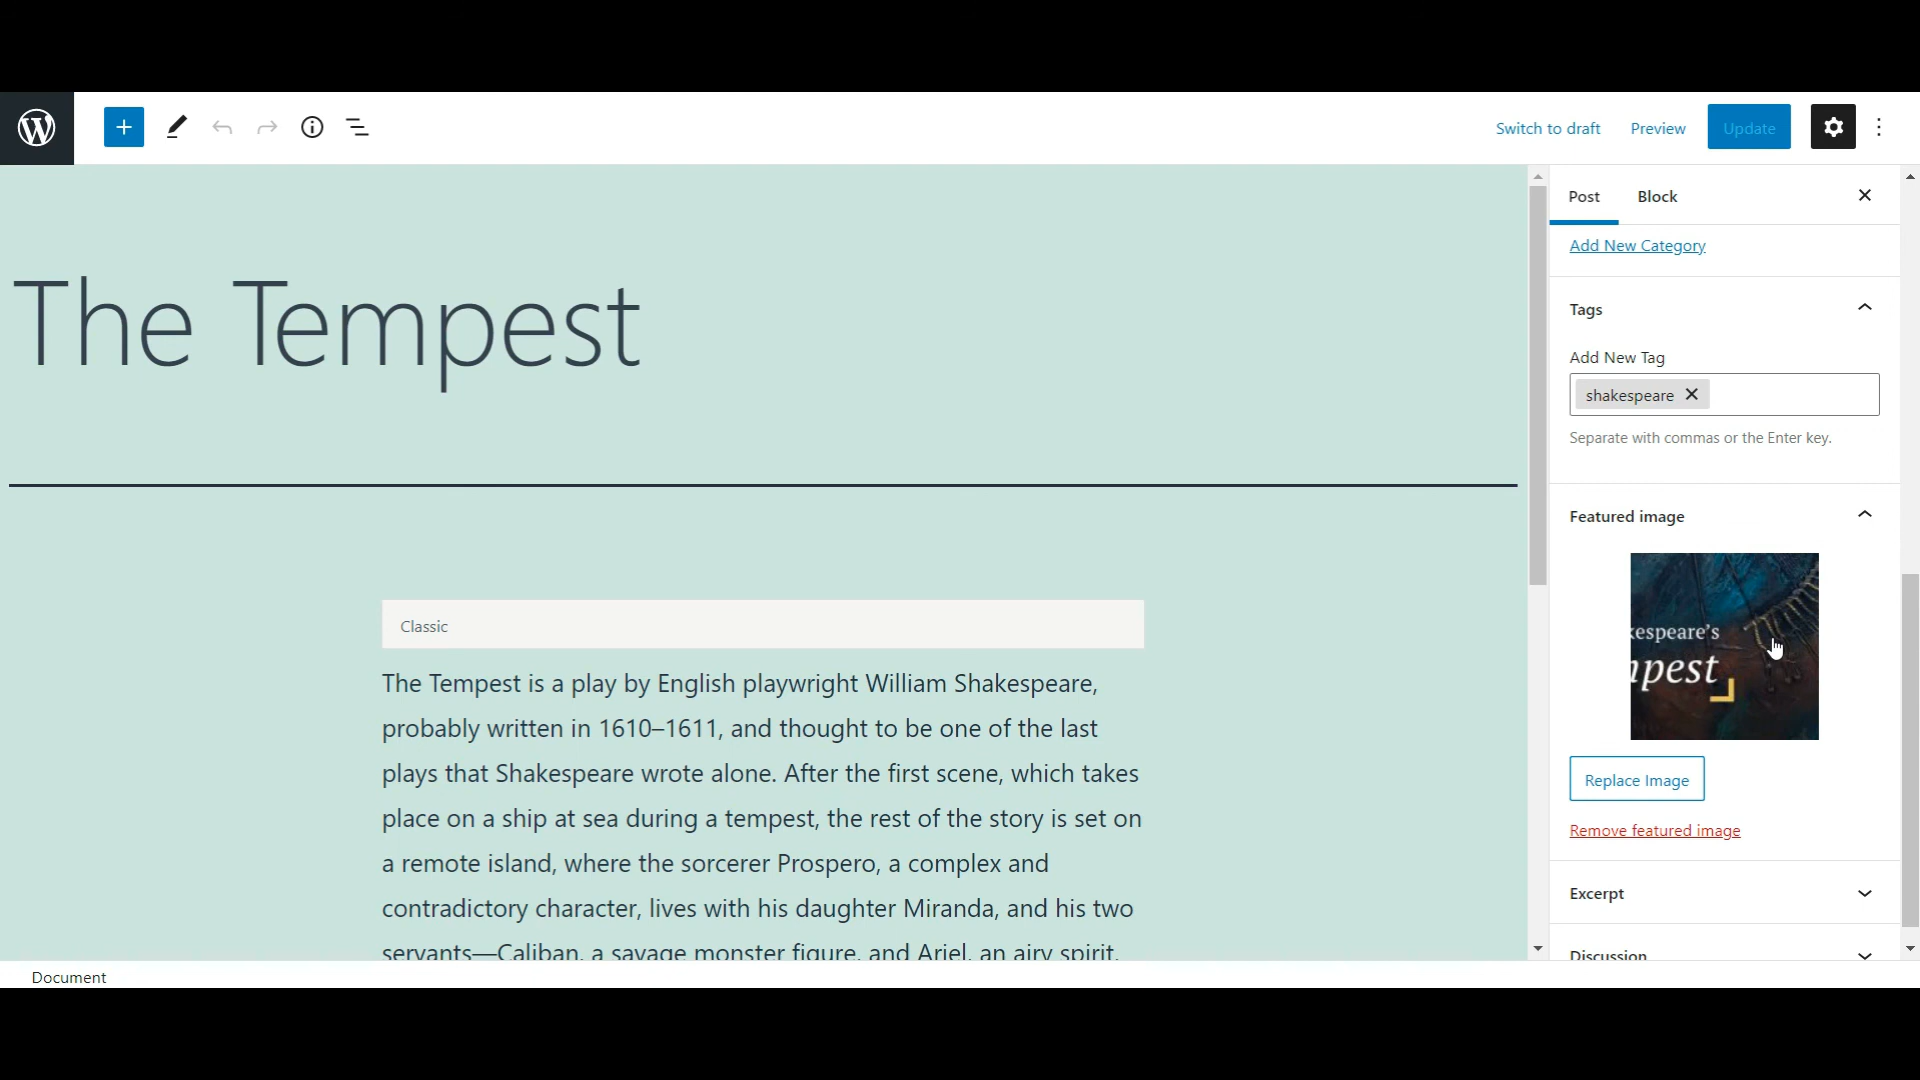 Switch to draft
Preview
Update
Post
Block
Add New Category
The Tempest
Tags
Add New Tag
shakespeare
Separate with commas or the Enter key.
Featured image
kespeare's
mpest
Classic
The Tempest is a play by English playwright William Shakespeare,
probably written in 1610–1611, and thought to be one of the last
plays that Shakespeare wrote alone. After the first scene, which takes
place on a ship at sea during a tempest, the rest of the story is set on
a remote island, where the sorcerer Prospero, a complex and
contradictory character, lives with his daughter Miranda, and his two
servants—Caliban, a savage monster figure, and Ariel, an airy spirit.
Replace Image
Remove featured image
Excerpt
Discussion
Document